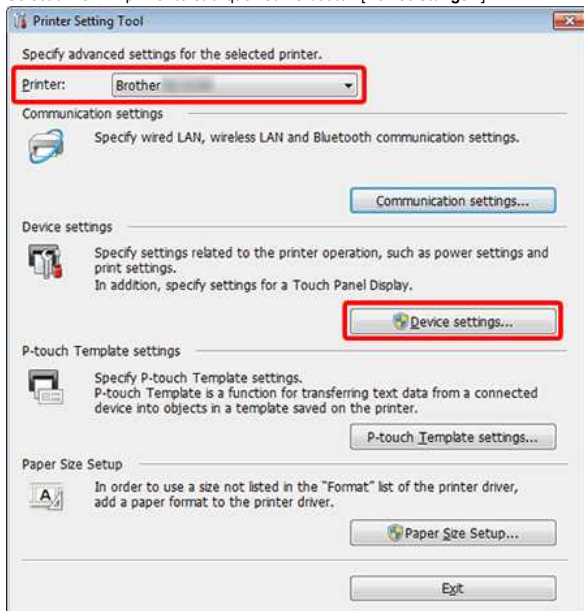 Printer Setting Tool
Specify advanced settings for the selected printer.
Printer: Brother
Communication settings
Specify wired LAN, wireless LAN and Bluetooth communication settings.
Communication settings...
Device settings
Specify settings related to the printer operation, such as power settings and
print settings.
In addition, specify settings for a Touch Panel Display.
Device settings...
P-touch Template settings
Specify P-touch Template settings.
P-touch Template is a function for transferring text data from a connected
device into objects in a template saved on the printer.
P-touch Template settings...
Paper Size Setup
In order to use a size not listed in the "Format" list of the printer driver,
add a paper format to the printer driver.
Paper Size Setup...
Exit